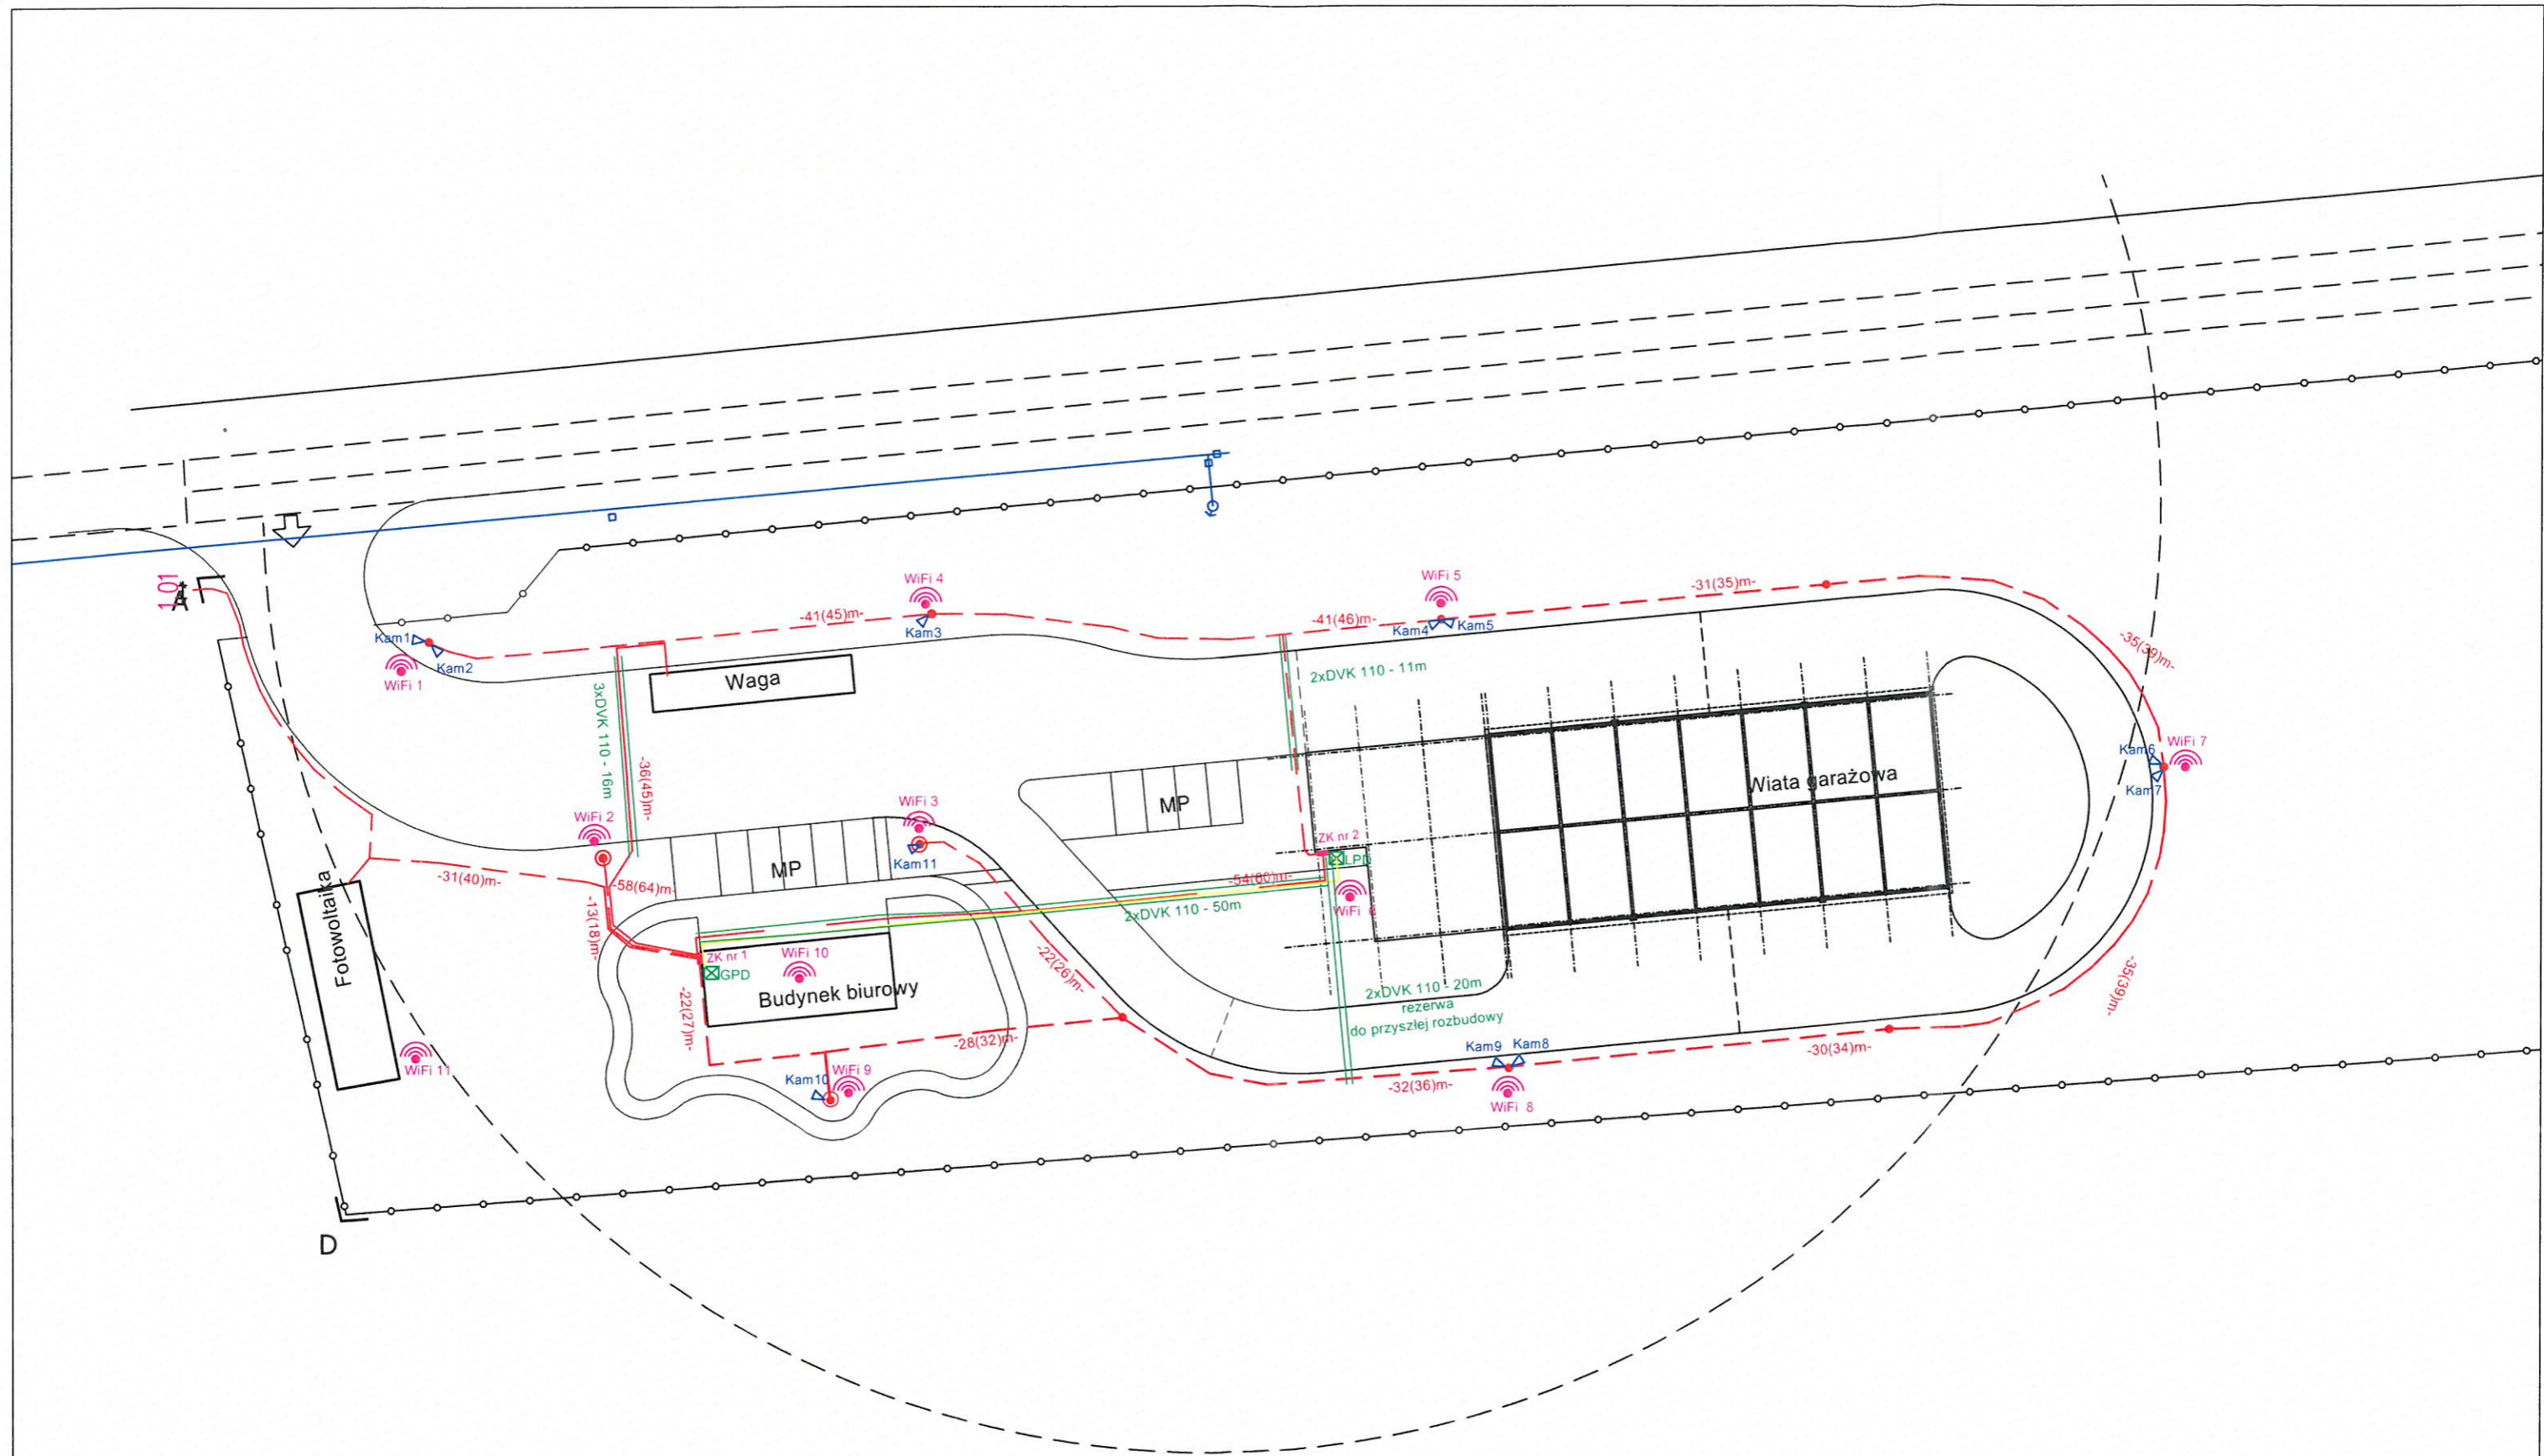 1.01
A
WiFi 4
WiFi 5
-31(35)m-
-41(45)m-
-41(46)m-
Kam1
Kam2
Kam3
Kam4
Kam5
WiFi 1
-35(39)m-
Waga
2xDVK 110 - 11m
3xDVK 110 - 16m
-36(45)m-
WiFi 7
Kam6
Kam7
Wiata garażowa
MP
WiFi 3
WiFi 2
Kam11
MP
ZK nr 2
LPD
-31(40)m-
-58(64)m-
-54(60)m-
WiFi 6
2xDVK 110 - 50m
-13(18)m-
Fotowoltaika
ZK nr 1
GPD
WiFi 10
Budynek biurowy
-22(26)m-
-22(27)m-
2xDVK 110 - 20m
rezerwa
do przyszłej rozbudowy
-35(39)m-
-28(32)m-
Kam9
Kam8
-30(34)m-
WiFi 11
Kam10
WiFi 9
-32(36)m-
WiFi 8
D